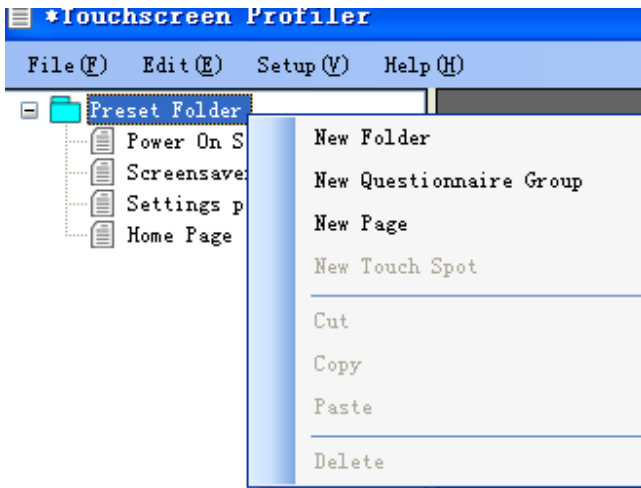 *Touchscreen Profiler
File(F) Edit(E) Setup(V) Help(H)
Preset Folder
Power On S
Screensave
Settings p
Home Page
New Folder
New Questionnaire Group
New Page
New Touch Spot
Cut
Copy
Paste
Delete